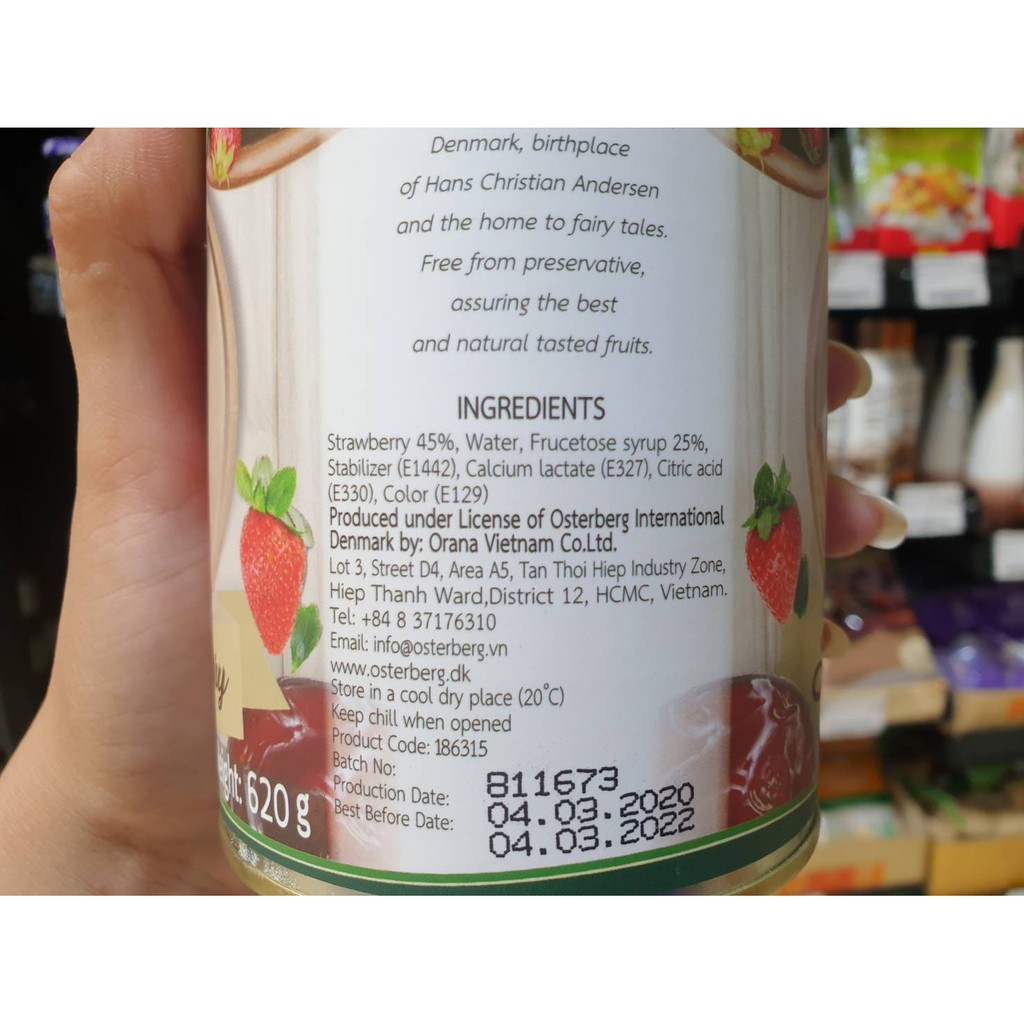 Denmark, birthplace
of Hans Christian Andersen
and the home to fairy tales.
Free from preservative,
assuring the best
and natural tasted fruits.
INGREDIENTS
Strawberry 45%, Water, Frucetose syrup 25%,
Stabilizer (E1442), Calcium lactate (E327), Citric acid
(E330), Color (E129)
Produced under License of Osterberg International
Denmark by: Orana Vietnam Co.Ltd.
Lot 3, Street D4, Area A5, Tan Thoi Hiep Industry Zone,
Hiep Thanh Ward,District 12, HCMC, Vietnam.
Tel: +84 8 37176310
Email: info@osterberg.vn
www.osterberg.dk
Store in a cool dry place (20°C)
Keep chill when opened
Product Code: 186315
Batch No: B11673
Production Date: 04.03.2020
Best Before Date: 04.03.2022
620 g